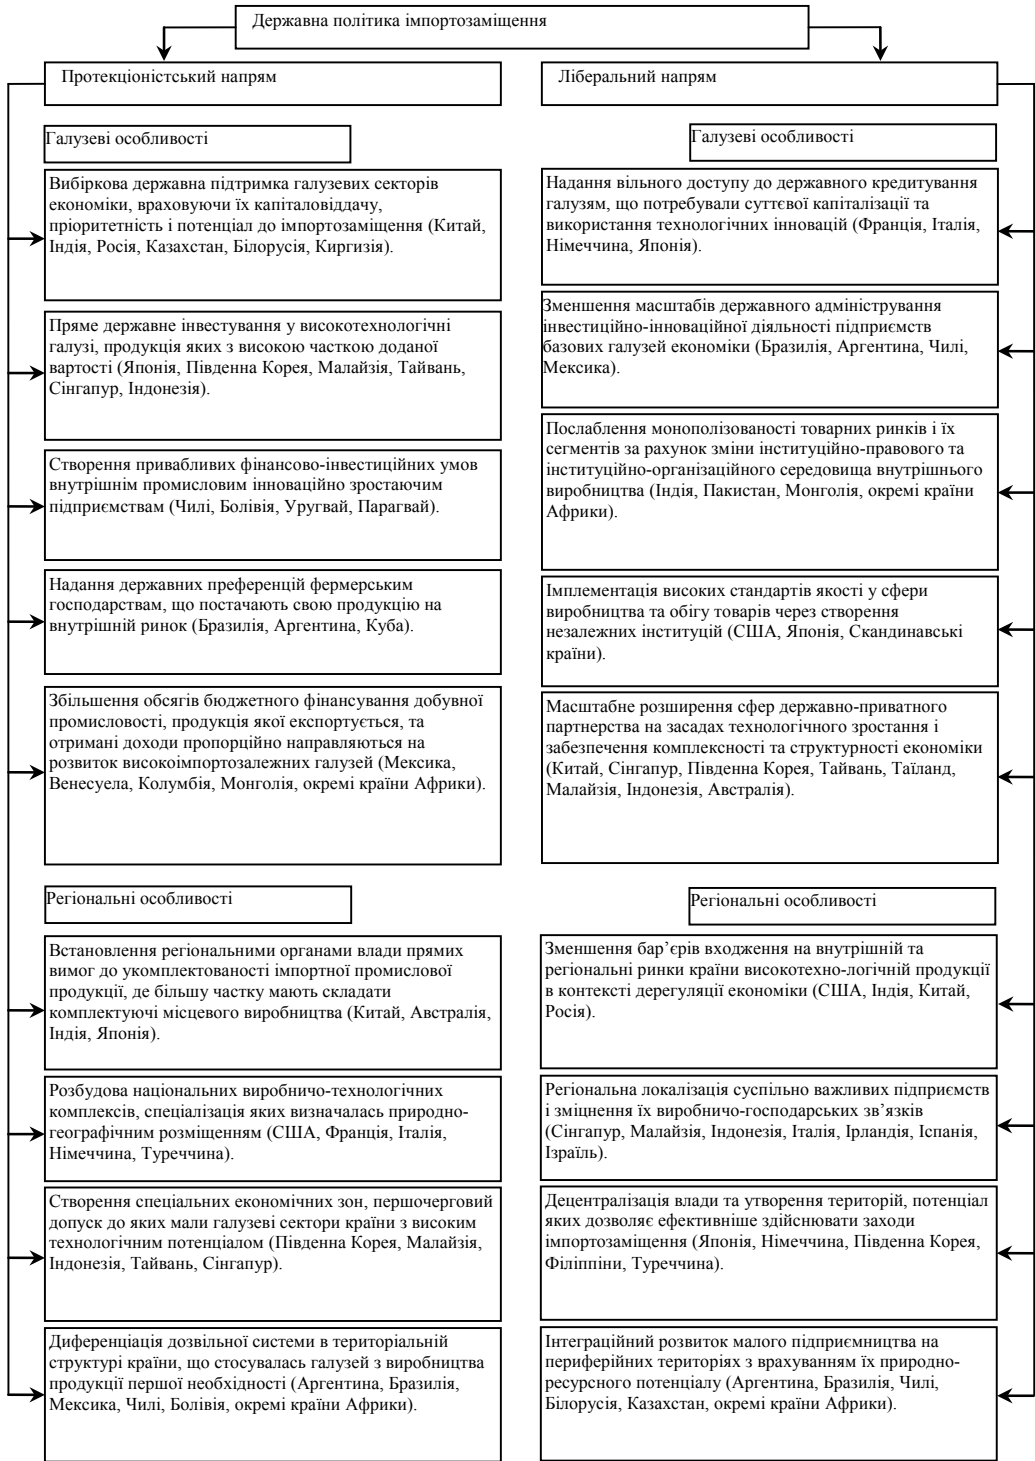 Державна політика імпортозаміщення
Протекціоністський напрям
Галузеві особливості
Вибіркова державна підтримка галузевих секторів
економіки, враховуючи їх капіталовіддачу,
пріоритетність і потенціал до імпортозаміщення (Китай,
Індія, Росія, Казахстан, Білорусія, Киргизія).
Пряме державне інвестування у високотехнологічні
галузі, продукція яких з високою часткою доданої
вартості (Японія, Південна Корея, Малайзія, Тайвань,
Сінгапур, Індонезія).
Створення привабливих фінансово-інвестиційних умов
внутрішнім промисловим інноваційно зростаючим
підприємствам (Чилі, Болівія, Уругвай, Парагвай).
Надання державних преференцій фермерським
господарствам, що постачають свою продукцію на
внутрішній ринок (Бразилія, Аргентина, Куба).
Збільшення обсягів бюджетного фінансування добувної
промисловості, продукція якої експортується, та
отримані доходи пропорційно направляються на
розвиток високоімпортозалежних галузей (Мексика,
Венесуела, Колумбія, Монголія, окремі країни Африки).
Регіональні особливості
Встановлення регіональними органами влади прямих
вимог до укомплектованості імпортної промислової
продукції, де більшу частку мають складати
комплектуючі місцевого виробництва (Китай, Австралія,
Індія, Японія).
Розбудова національних виробничо-технологічних
комплексів, спеціалізація яких визначалась природно-
географічним розміщенням (США, Франція, Італія,
Німеччина, Туреччина).
Створення спеціальних економічних зон, першочерговий
допуск до яких мали галузеві сектори країни з високим
технологічним потенціалом (Південна Корея, Малайзія,
Індонезія, Тайвань, Сінгапур).
Диференціація дозвільної системи в територіальній
структурі країни, що стосувалась галузей з виробництва
продукції першої необхідності (Аргентина, Бразилія,
Мексика, Чилі, Болівія, окремі країни Африки).
Ліберальний напрям
Галузеві особливості
Надання вільного доступу до державного кредитування
галузям, що потребували суттєвої капіталізації та
використання технологічних інновацій (Франція, Італія,
Німеччина, Японія).
Зменшення масштабів державного адміністрування
інвестиційно-інноваційної діяльності підприємств
базових галузей економіки (Бразилія, Аргентина, Чилі,
Мексика).
Послаблення монополізованості товарних ринків і їх
сегментів за рахунок зміни інституційно-правового та
інституційно-організаційного середовища внутрішнього
виробництва (Індія, Пакистан, Монголія, окремі країни
Африки).
Імплементація високих стандартів якості у сфери
виробництва та обігу товарів через створення
незалежних інституцій (США, Японія, Скандинавські
країни).
Масштабне розширення сфер державно-приватного
партнерства на засадах технологічного зростання і
забезпечення комплексності та структурності економіки
(Китай, Сінгапур, Південна Корея, Тайвань, Таїланд,
Малайзія, Індонезія, Австралія).
Регіональні особливості
Зменшення бар’єрів входження на внутрішній та
регіональні ринки країни високотехно-логічній продукції
в контексті дерегуляції економіки (США, Індія, Китай,
Росія).
Регіональна локалізація суспільно важливих підприємств
і зміцнення їх виробничо-господарських зв’язків
(Сінгапур, Малайзія, Індонезія, Італія, Ірландія, Іспанія,
Ізраїль).
Децентралізація влади та утворення територій, потенціал
яких дозволяє ефективніше здійснювати заходи
імпортозаміщення (Японія, Німеччина, Південна Корея,
Філіппіни, Туреччина).
Інтеграційний розвиток малого підприємництва на
периферійних територіях з врахуванням їх природно-
ресурсного потенціалу (Аргентина, Бразилія, Чилі,
Білорусія, Казахстан, окремі країни Африки).